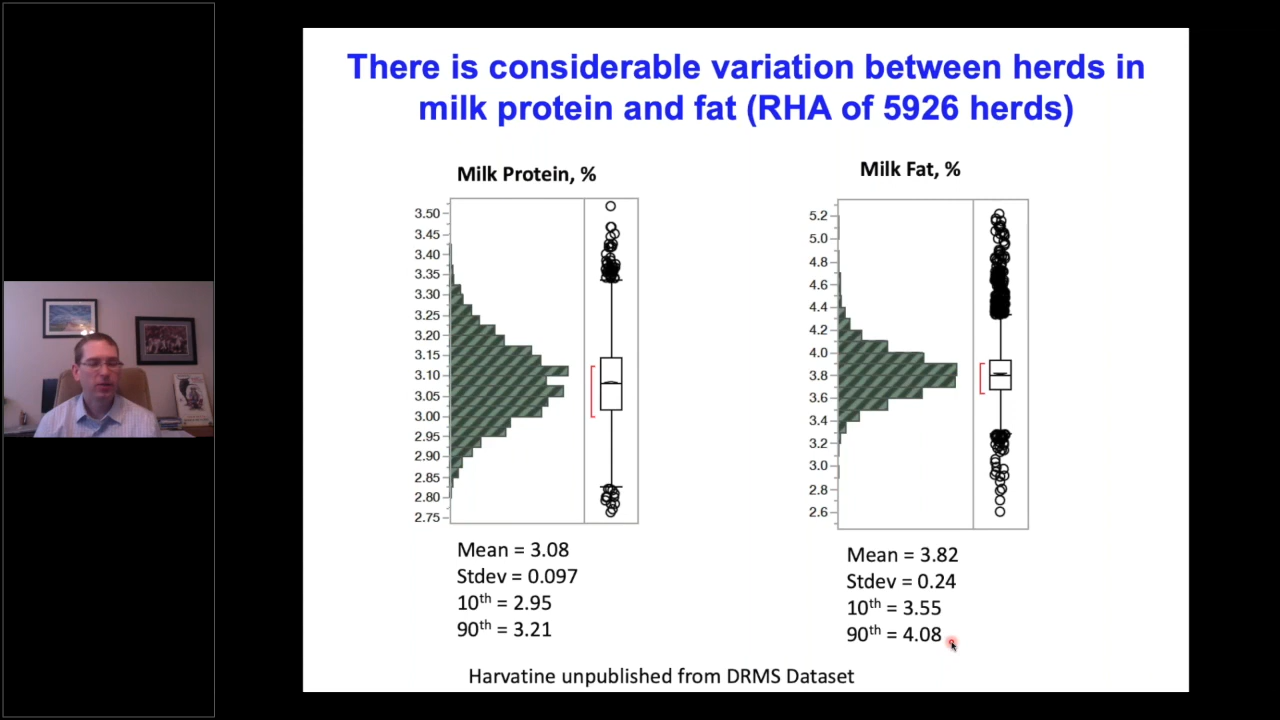 There is considerable variation between herds in
milk protein and fat (RHA of 5926 herds)
Milk Protein, %
3.50
3.45
3.40
3.35
3.30
3.25
3.20
3.15
3.10
3.05
3.00
2.95
2.90
2.85
2.80
2.75
Mean = 3.08
Stdev = 0.097
10th = 2.95
90th = 3.21
Milk Fat, %
5.2
5.0
4.8
4.6
4.4
4.2
4.0
3.8
3.6
3.4
3.2
3.0
2.8
2.6
Mean = 3.82
Stdev = 0.24
10th = 3.55
90th = 4.08
Harvatine unpublished from DRMS Dataset